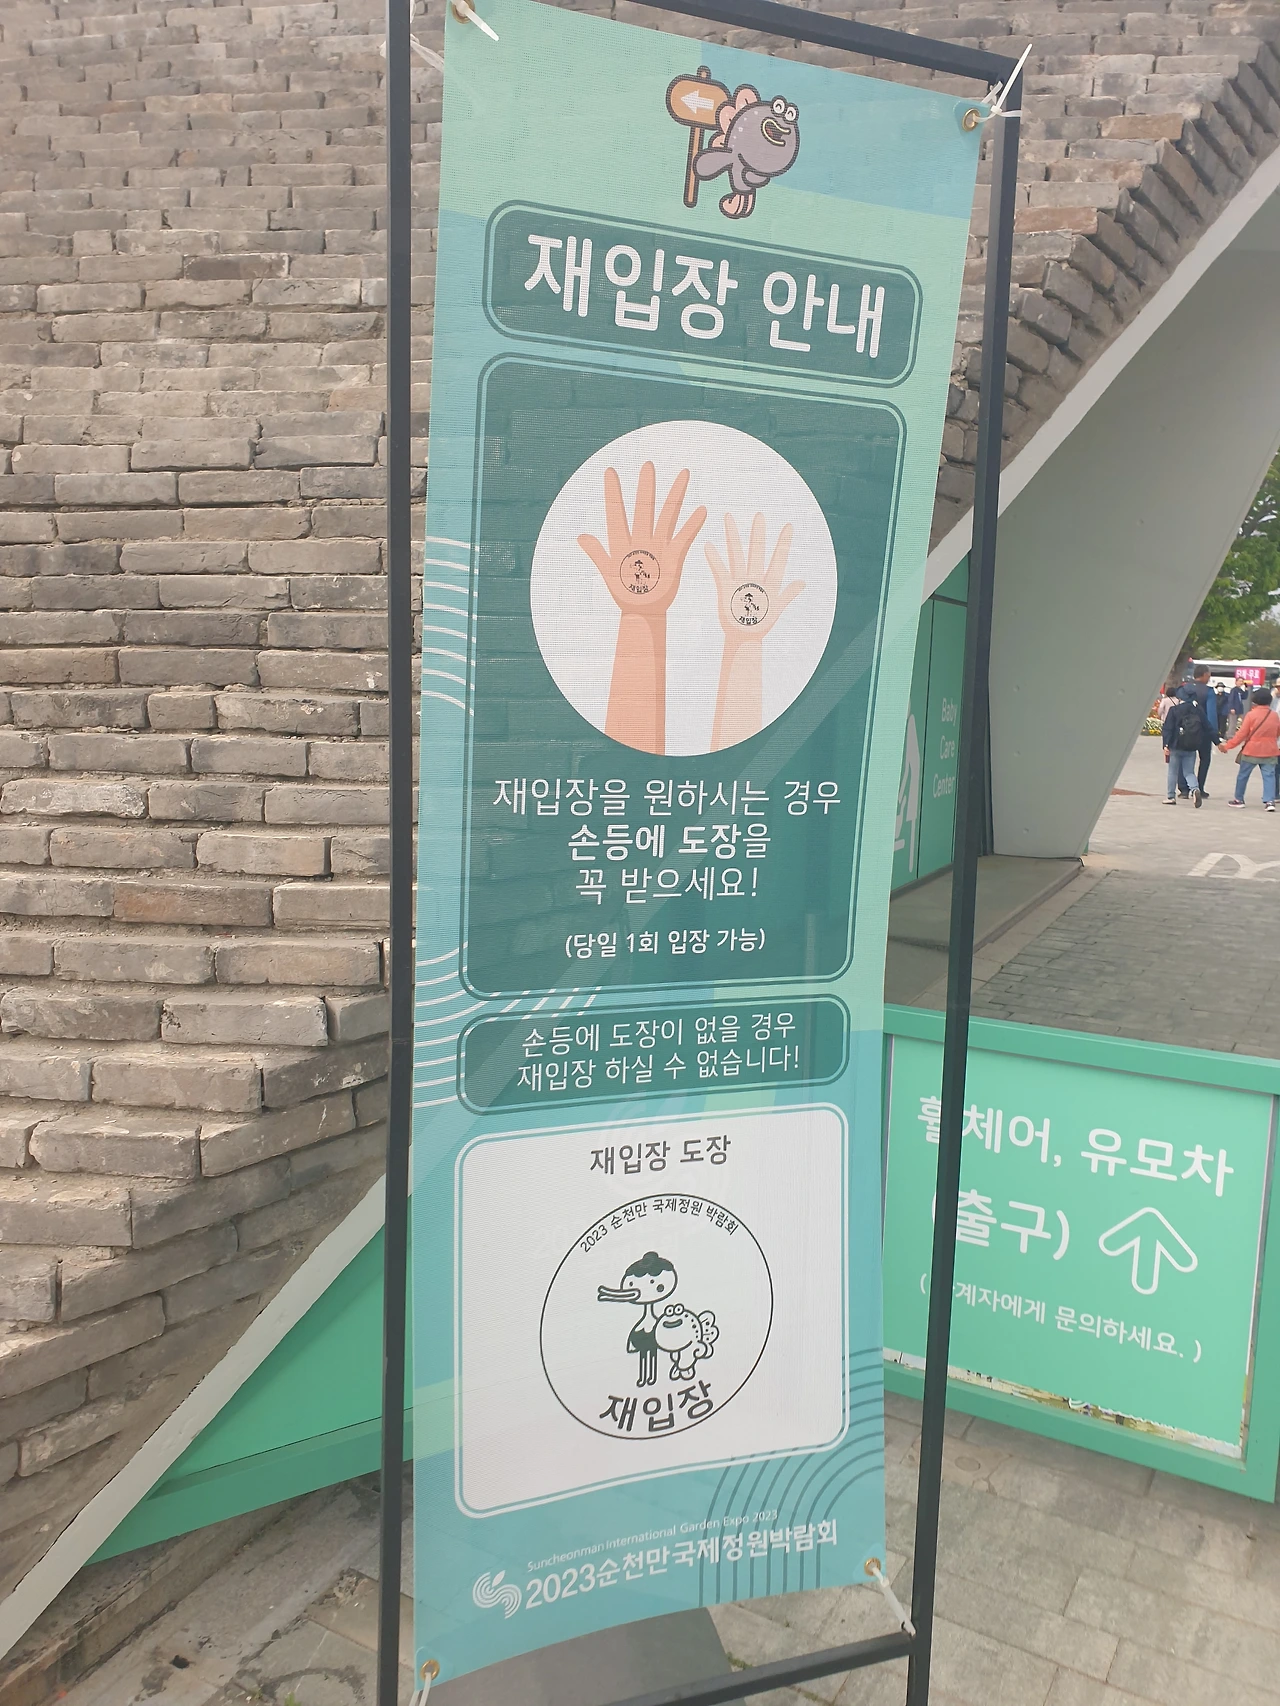 재입장 안내
재입장을 원하시는 경우
손등에 도장을
꼭 받으세요!
(당일 1회 입장 가능)
손등에 도장이 없을 경우
재입장 하실 수 없습니다!
재입장 도장
2023 순천만 국제정원 박람회
재입장
Suncheonman International Garden Expo 2023
2023순천만국제정원박람회
Baby
Care
Center
휠체어, 유모차
(출구)
문의하세요. )